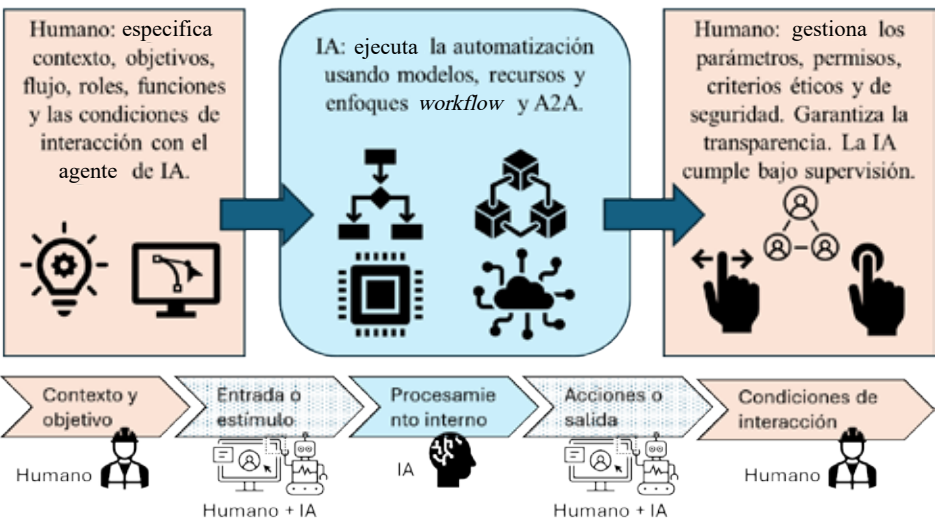 Humano: especifica
contexto, objetivos,
flujo, roles, funciones
y las condiciones de
interacción con el
agente de IA.
IA: ejecuta la automatización
usando modelos, recursos y
enfoques workflow y A2A.
Humano: gestiona los
parámetros, permisos,
criterios éticos y de
seguridad. Garantiza la
transparencia. La IA
cumple bajo supervisión.
Contexto y
objetivo
Humano
Entrada o
estímulo
Humano + IA
Procesamie
nto interno
IA
Acciones o
salida
Humano + IA
Condiciones de
interacción
Humano